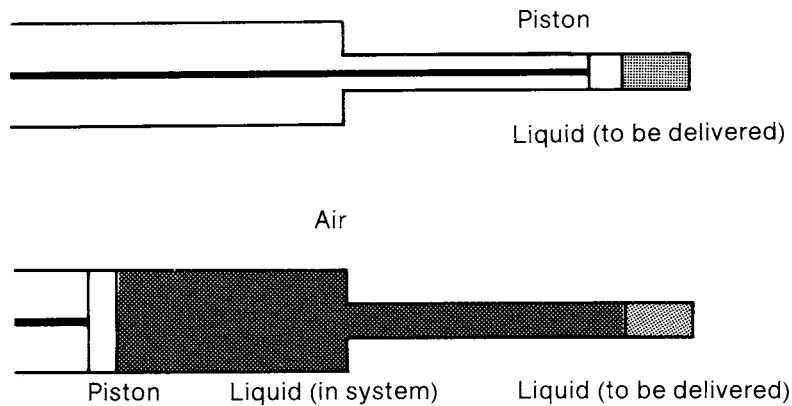 Piston
Liquid (to be delivered)
Air
Piston
Liquid (in system)
Liquid (to be delivered)